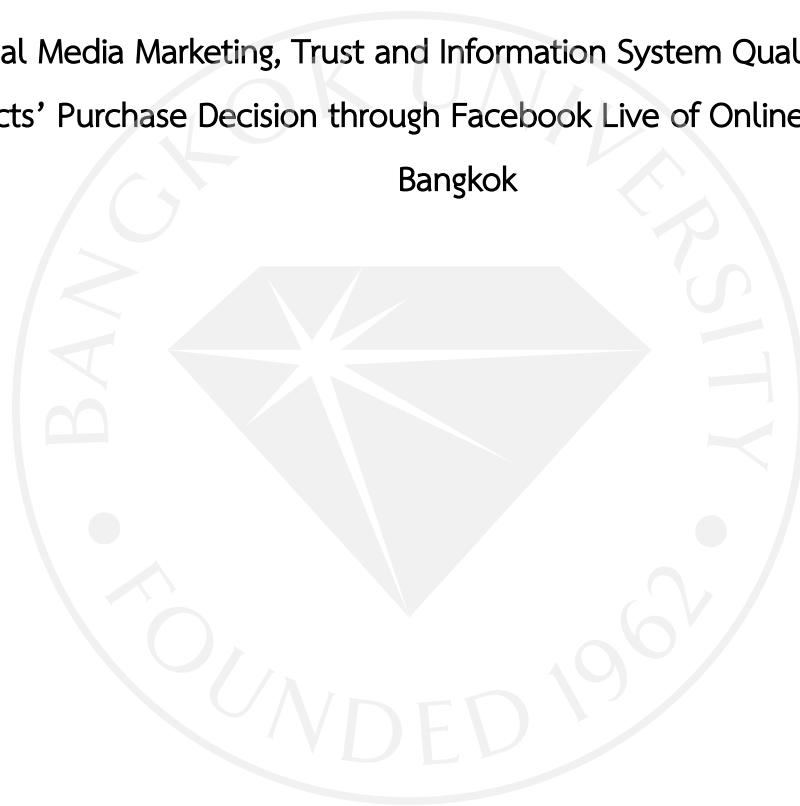 al Media Marketing, Trust and Information System Qual
cts’ Purchase Decision through Facebook Live of Online
Bangkok
BANGKOK UNIVERSITY
• FOUNDED 1962 •